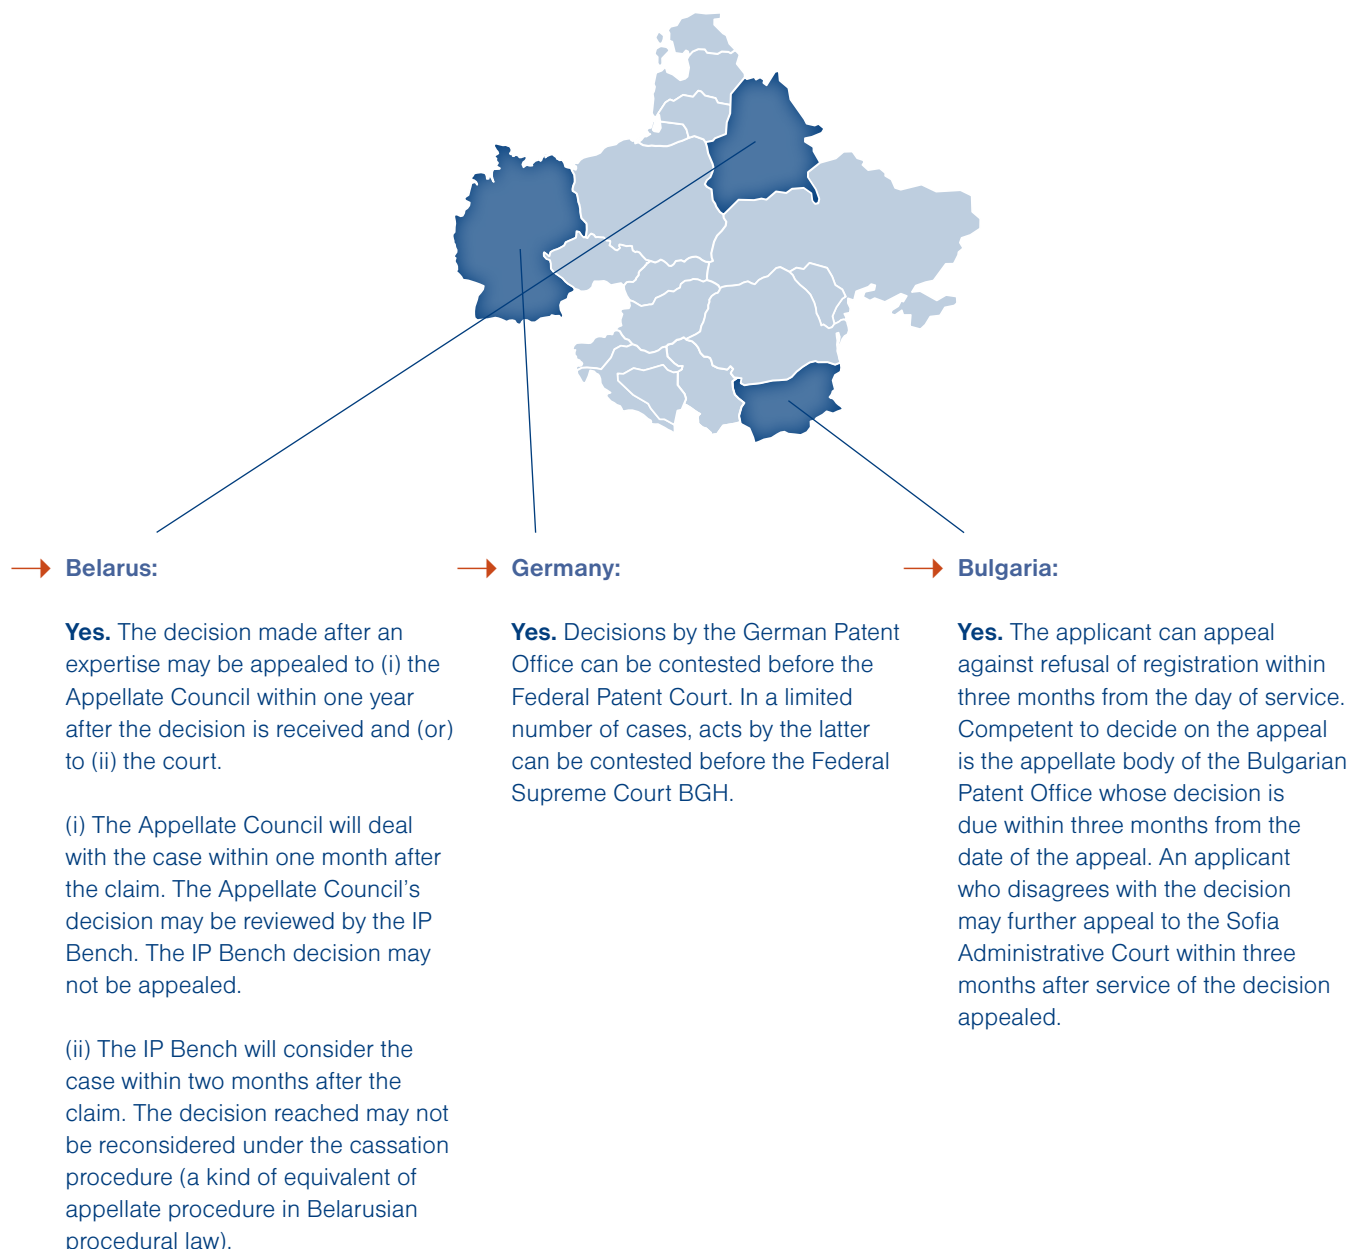 Belarus:
Yes. The decision made after an
expertise may be appealed to (i) the
Appellate Council within one year
after the decision is received and (or)
to (ii) the court.
(i) The Appellate Council will deal
with the case within one month after
the claim. The Appellate Council’s
decision may be reviewed by the IP
Bench. The IP Bench decision may
not be appealed.
(ii) The IP Bench will consider the
case within two months after the
claim. The decision reached may not
be reconsidered under the cassation
procedure (a kind of equivalent of
appellate procedure in Belarusian
procedural law).
Germany:
Yes. Decisions by the German Patent
Office can be contested before the
Federal Patent Court. In a limited
number of cases, acts by the latter
can be contested before the Federal
Supreme Court BGH.
Bulgaria:
Yes. The applicant can appeal
against refusal of registration within
three months from the day of service.
Competent to decide on the appeal
is the appellate body of the Bulgarian
Patent Office whose decision is
due within three months from the
date of the appeal. An applicant
who disagrees with the decision
may further appeal to the Sofia
Administrative Court within three
months after service of the decision
appealed.